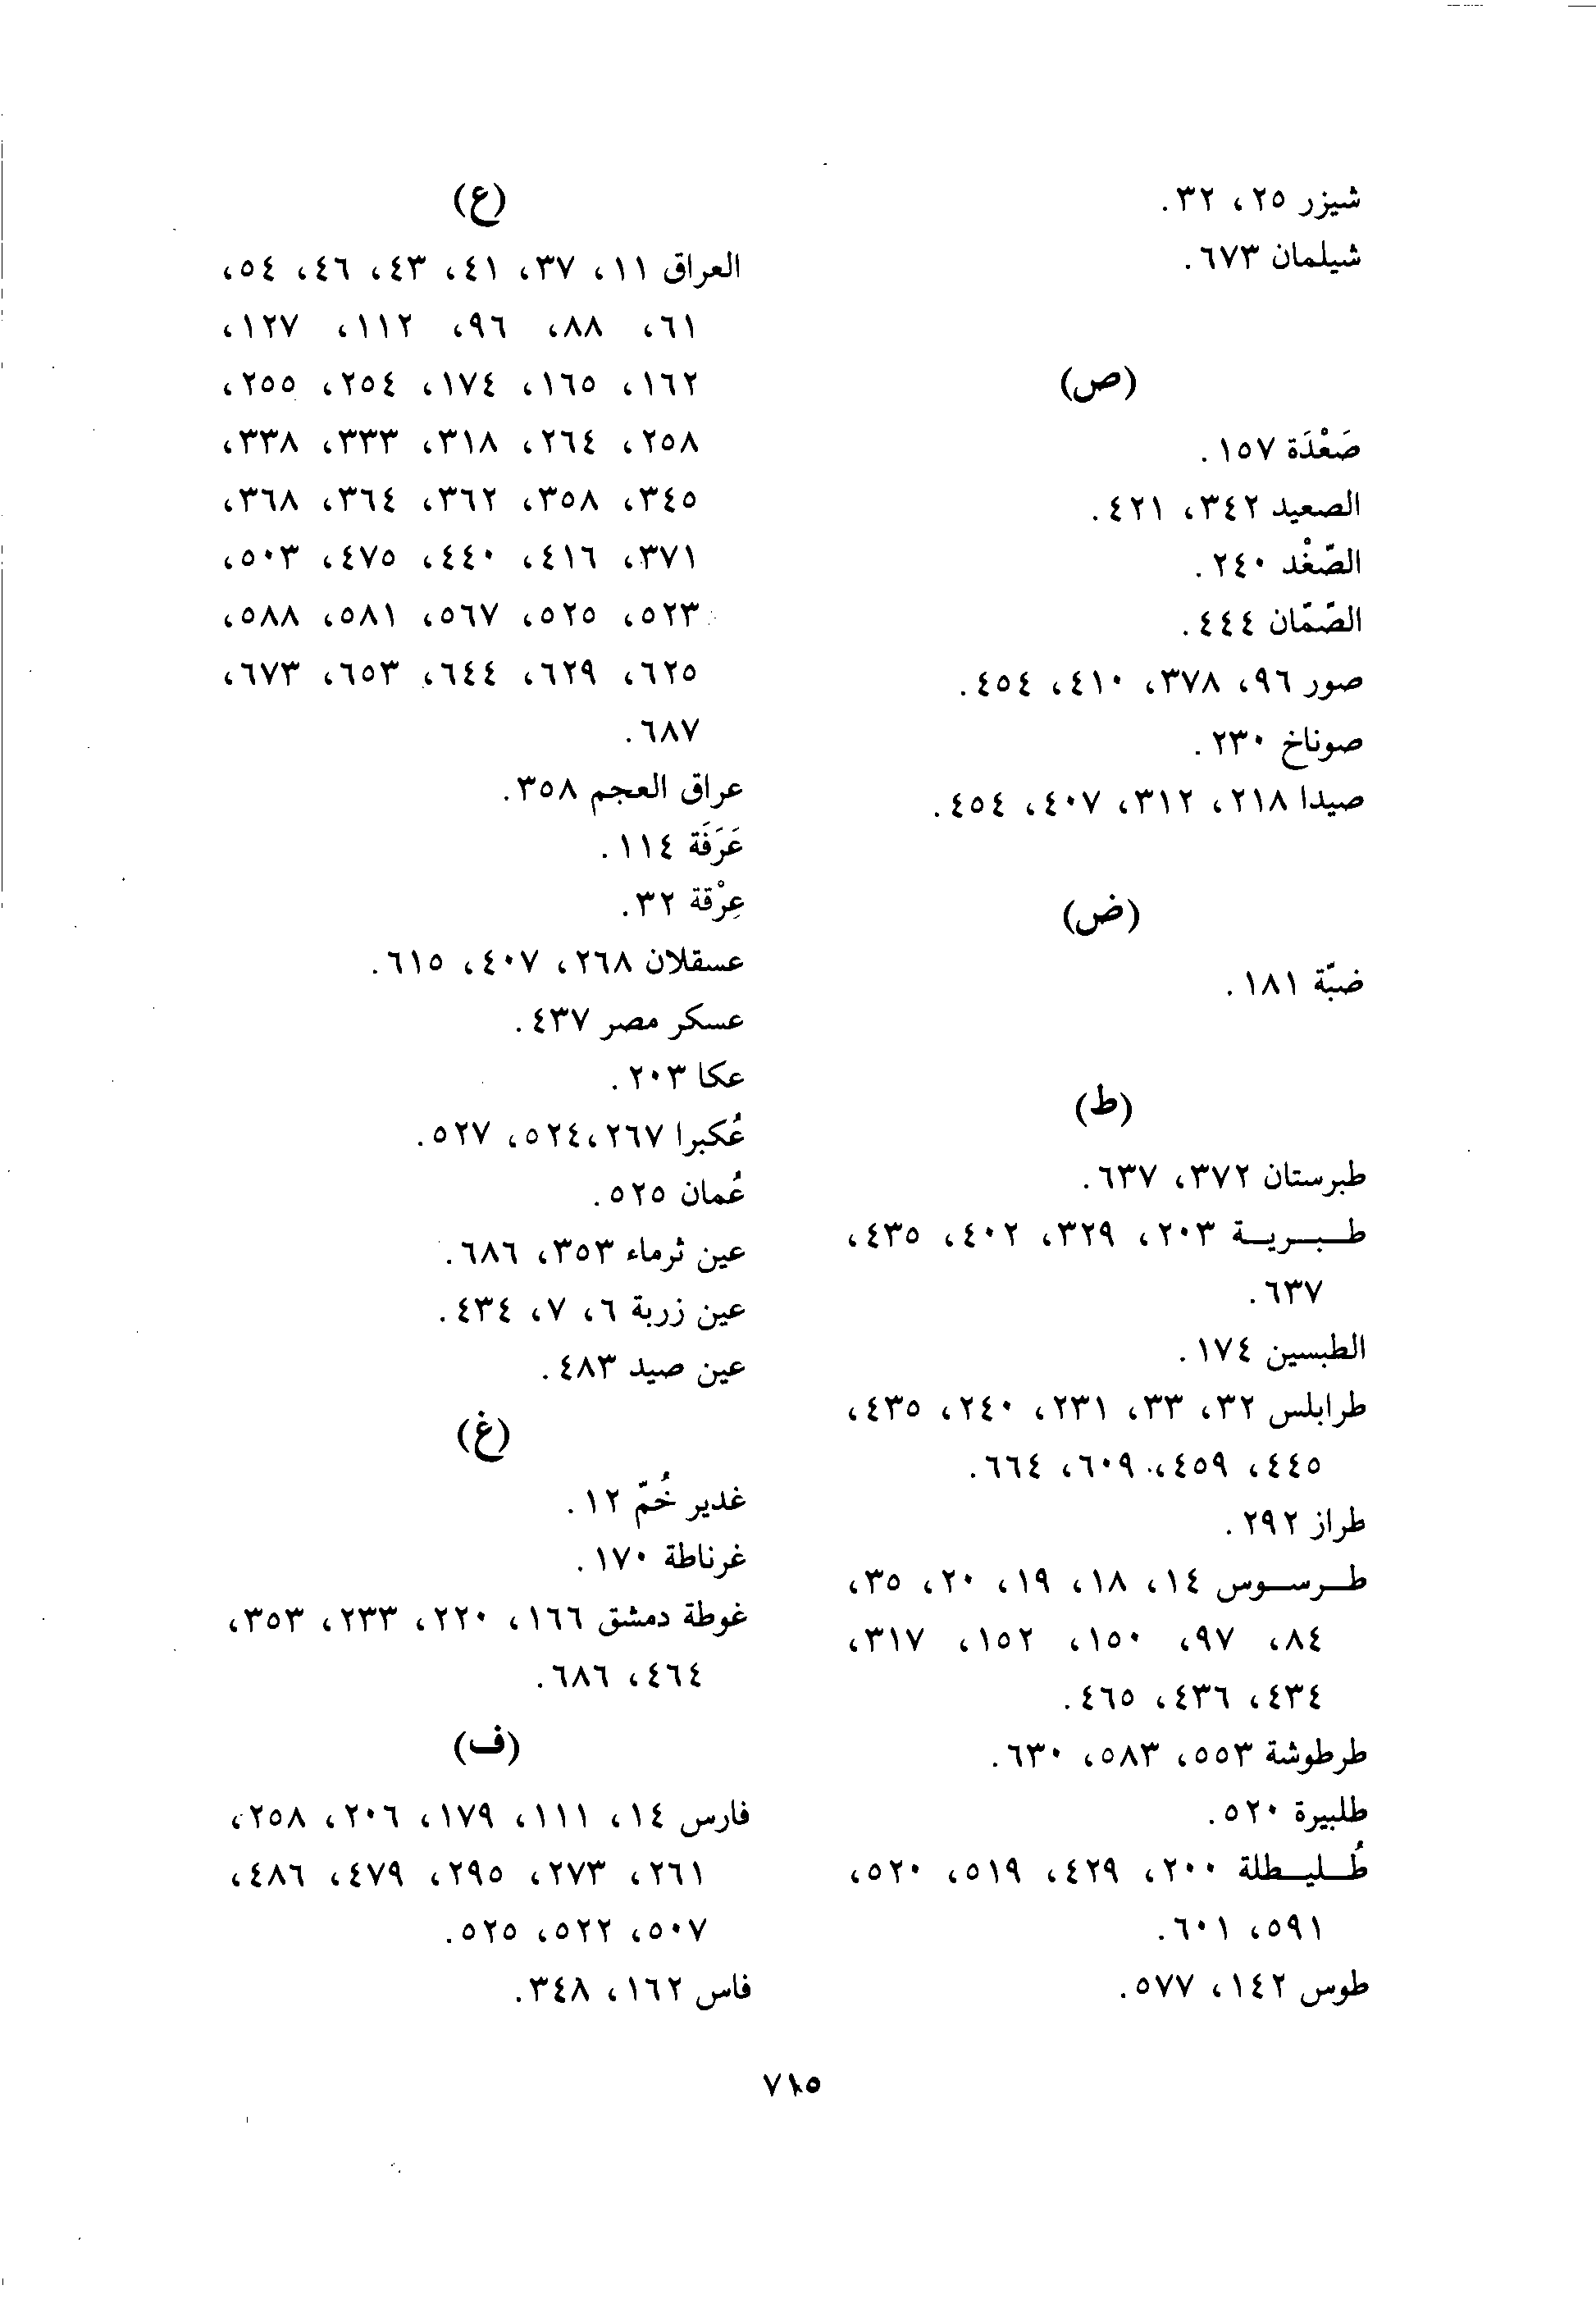 شيزر ٢٥، ٣٢.
شيلمان ٦٧٣.
(ص)
صَعْدَة ١٥٧.
الصعيد ٣٤٢، ٤٢١.
الصّغْد ٢٤٠.
الصّمّان ٤٤٤.
صور ٩٦، ٣٧٨، ٤١٠، ٤٥٤.
صوناخ ٢٣٠.
صيدا ٢١٨، ٣١٢، ٤٠٧، ٤٥٤.
(ض)
ضبّة ١٨١.
(ط)
طبرستان ٣٧٢، ٦٣٧.
طبرية ٢٠٣، ٣٢٩، ٤٠٢، ٤٣٥،
٦٣٧.
الطبسين ١٧٤.
طرابلس ٣٢، ٣٣، ٢٣١، ٢٤٠، ٤٣٥،
٤٤٥، ٤٥٩، ٦٠٩، ٦٦٤.
طراز ٢٩٢.
طرسوس ١٤، ١٨، ١٩، ٢٠، ٣٥،
٨٤، ٩٧، ١٥٠، ١٥٢، ٣١٧،
٤٣٤، ٤٣٦، ٤٦٥.
طرطوشة ٥٥٣، ٥٨٣، ٦٣٠.
طلبيرة ٥٢٠.
طُليطلة ٢٠٠، ٤٢٩، ٥١٩، ٥٢٠،
٥٩١، ٦٠١.
طوس ١٤٢، ٥٧٧.
(ع)
العراق ١١، ٣٧، ٤١، ٤٣، ٤٦، ٥٤،
٦١، ٨٨، ٩٦، ١١٢، ١٢٧،
١٦٢، ١٦٥، ١٧٤، ٢٥٤، ٢٥٥،
٢٥٨، ٢٦٤، ٣١٨، ٣٣٣، ٣٣٨،
٣٤٥، ٣٥٨، ٣٦٢، ٣٦٤، ٣٦٨،
٣٧١، ٤١٦، ٤٤٠، ٤٧٥، ٥٠٣،
٥٢٣، ٥٢٥، ٥٦٧، ٥٨١، ٥٨٨،
٦٢٥، ٦٢٩، ٦٤٤، ٦٥٣، ٦٧٣،
٦٨٧.
عراق العجم ٣٥٨.
عَرَفَة ١١٤.
عِرْقة ٣٢.
عسقلان ٢٦٨، ٤٠٧، ٦١٥.
عسكر مصر ٤٣٧.
عكا ٢٠٣.
عُكبرا ٢٦٧،٥٢٤، ٥٢٧.
عُمان ٥٢٥.
عين ثرماء ٣٥٣، ٦٨٦.
عين زربة ٦، ٧، ٤٣٤.
عين صيد ٤٨٣.
(غ)
غدير خُمّ ١٢.
غرناطة ١٧٠.
غوطة دمشق ١٦٦، ٢٢٠، ٢٣٣، ٣٥٣،
٤٦٤، ٦٨٦.
(ف)
فارس ١٤، ١١١، ١٧٩، ٢٠٦، ٢٥٨،
٢٦١، ٢٧٣، ٢٩٥، ٤٧٩، ٤٨٦،
٥٠٧، ٥٢٢، ٥٢٥.
فاس ١٦٢، ٣٤٨.
٧١٥